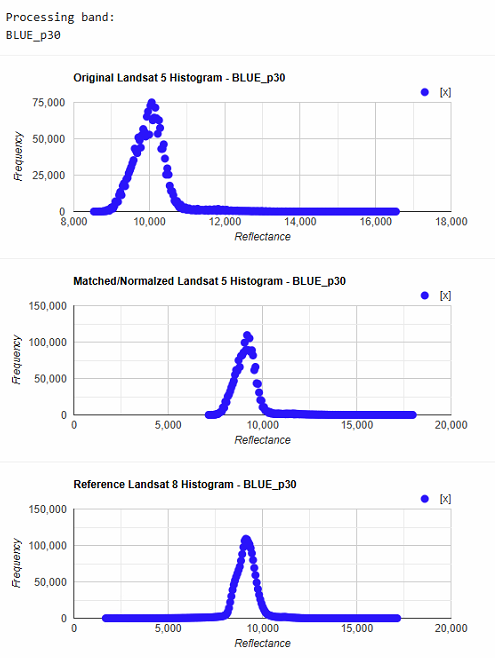 Processing band:
BLUE_p30
Original Landsat 5 Histogram - BLUE_p30
[x]
75,000
50,000
25,000
0
Frequency
8,000 10,000 12,000 14,000 16,000 18,000
Reflectance
Matched/Normalzed Landsat 5 Histogram - BLUE_p30
[x]
150,000
100,000
50,000
0
Frequency
0 5,000 10,000 15,000 20,000
Reflectance
Reference Landsat 8 Histogram - BLUE_p30
[x]
150,000
100,000
50,000
0
Frequency
0 5,000 10,000 15,000 20,000
Reflectance